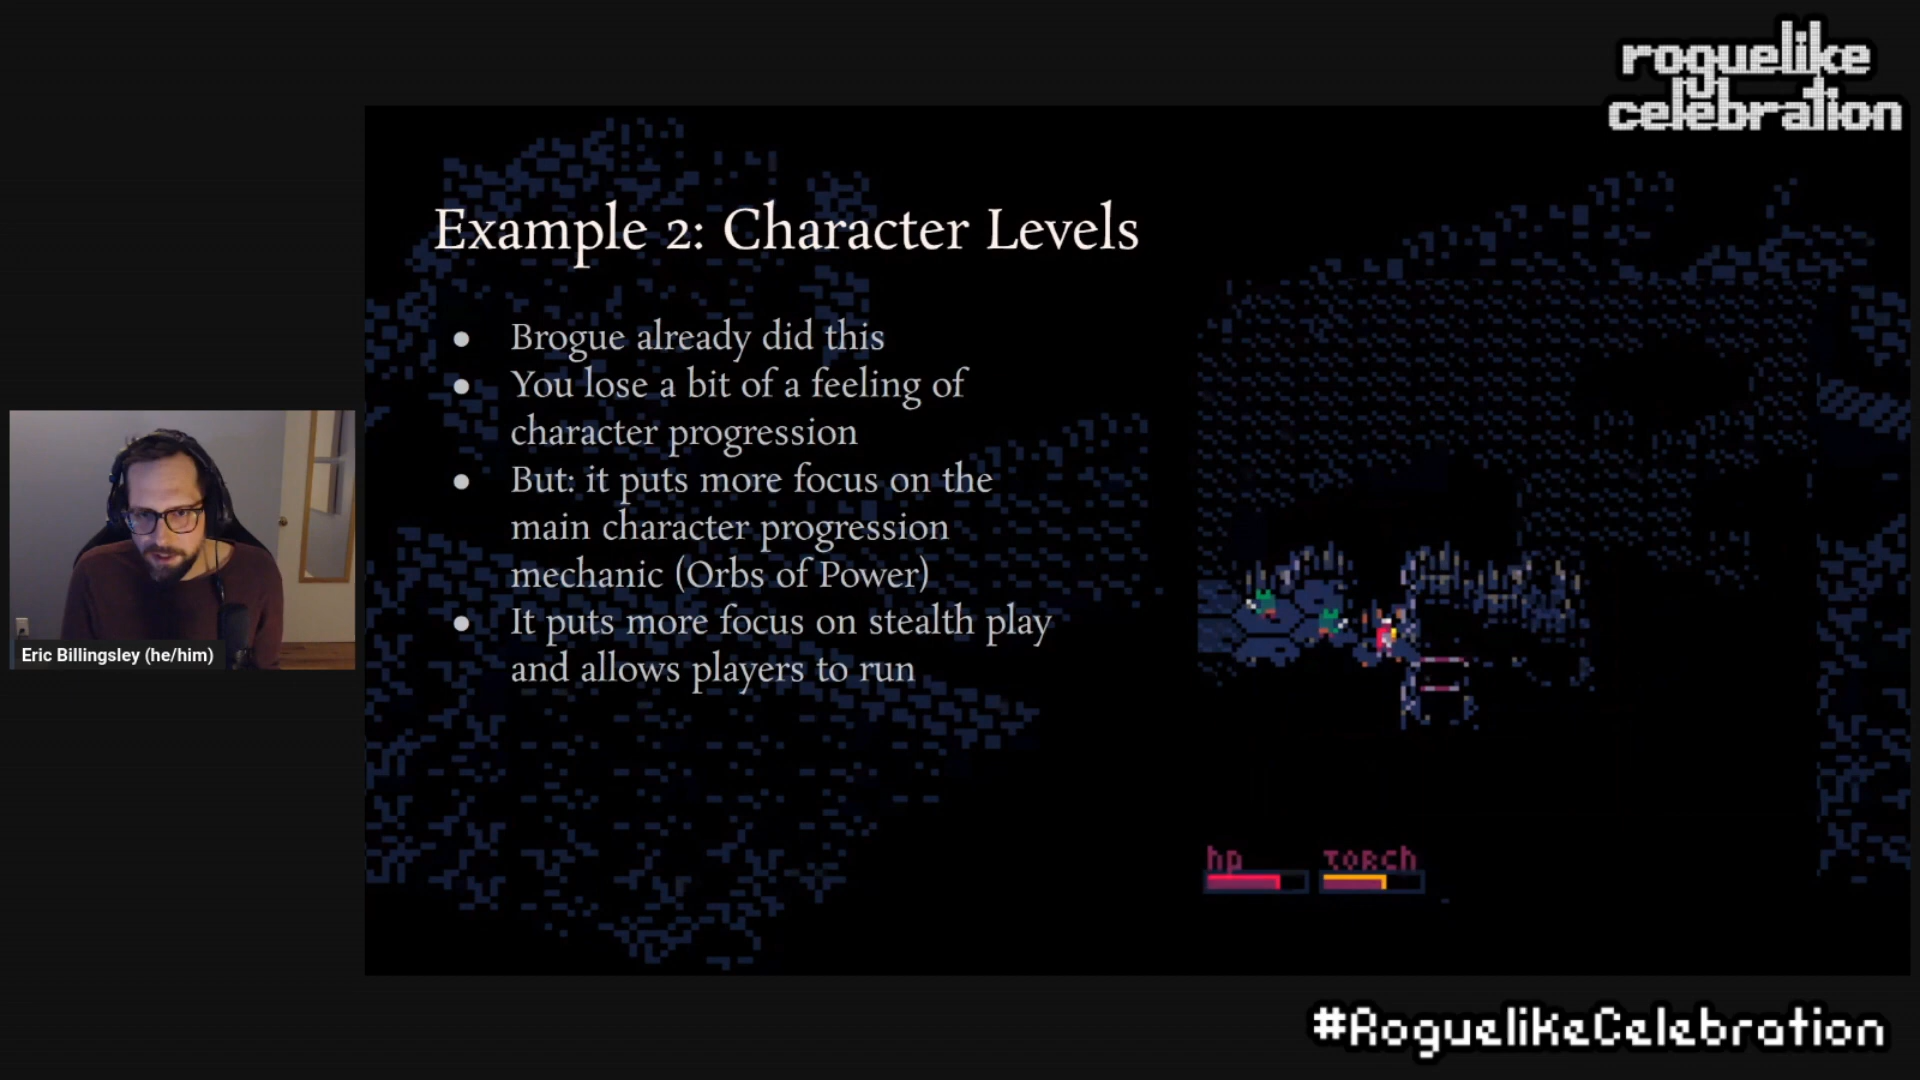 roguelike
celebration
Example 2: Character Levels
● Brogue already did this
● You lose a bit of a feeling of
character progression
● But: it puts more focus on the
main character progression
mechanic (Orbs of Power)
● It puts more focus on stealth play
and allows players to run
Eric Billingsley (he/him)
hp TORCh
#RoguelikeCelebration